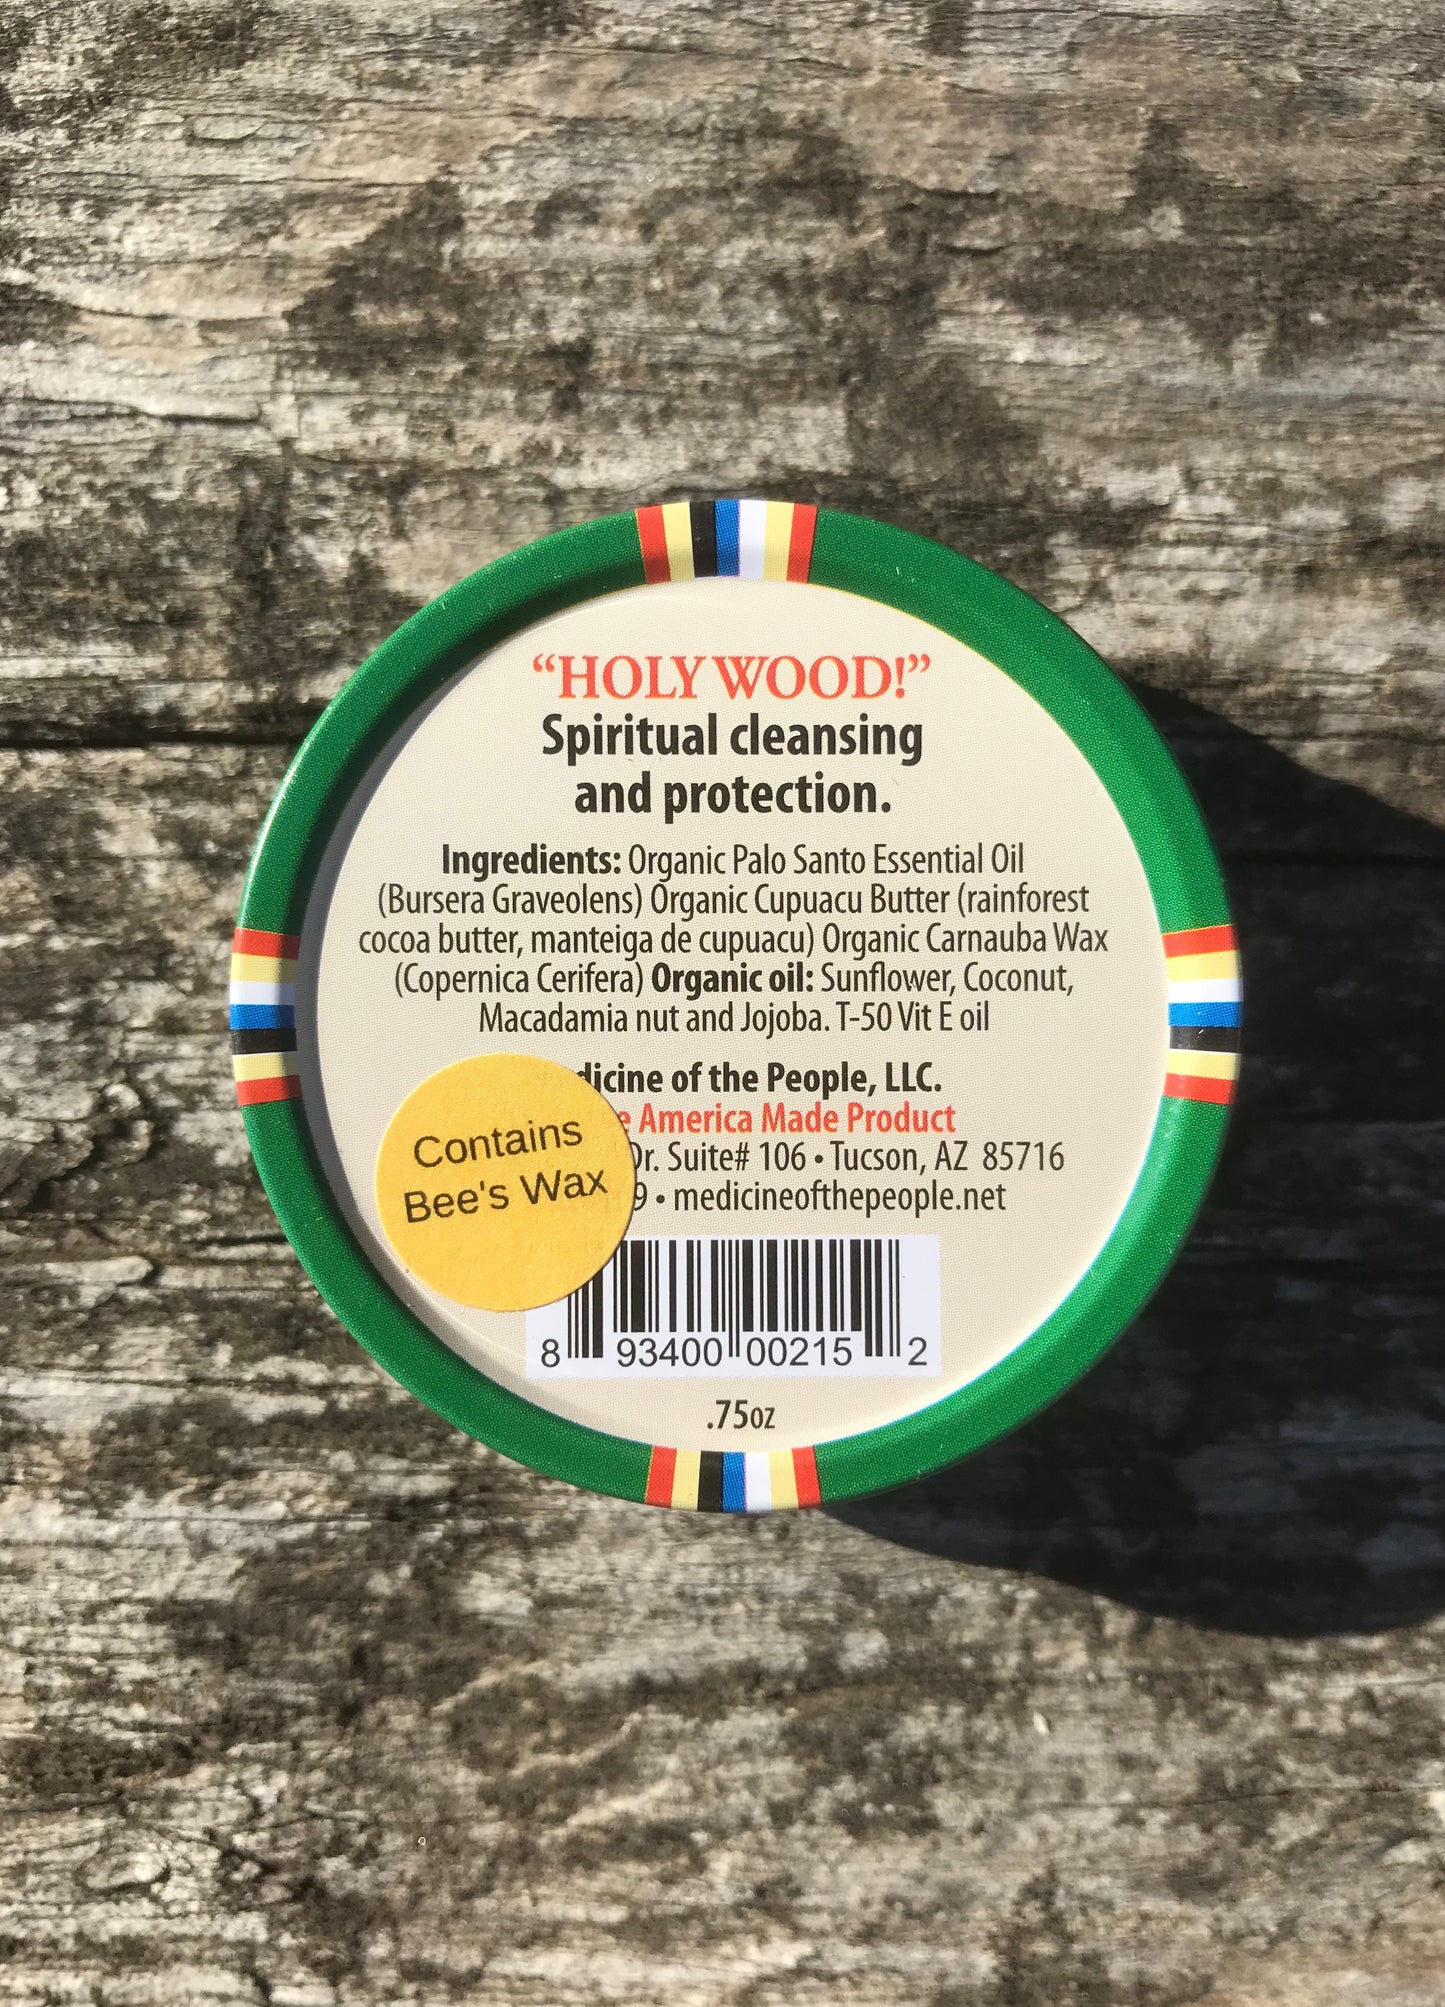 “HOLY WOOD!”
Spiritual cleansing
and protection.
Ingredients: Organic Palo Santo Essential Oil
(Bursera Graveolens) Organic Cupuacu Butter (rainforest
cocoa butter, manteiga de cupuacu) Organic Carnauba Wax
(Copernica Cerifera) Organic oil: Sunflower, Coconut,
Macadamia nut and Jojoba. T-50 Vit E oil
of the People, LLC.
America Made Product
Dr. Suite# 106 • Tucson, AZ 85716
9 • medicineofthepeople.net
Contains
Bee's Wax
8 93400 00215 2
.75oz